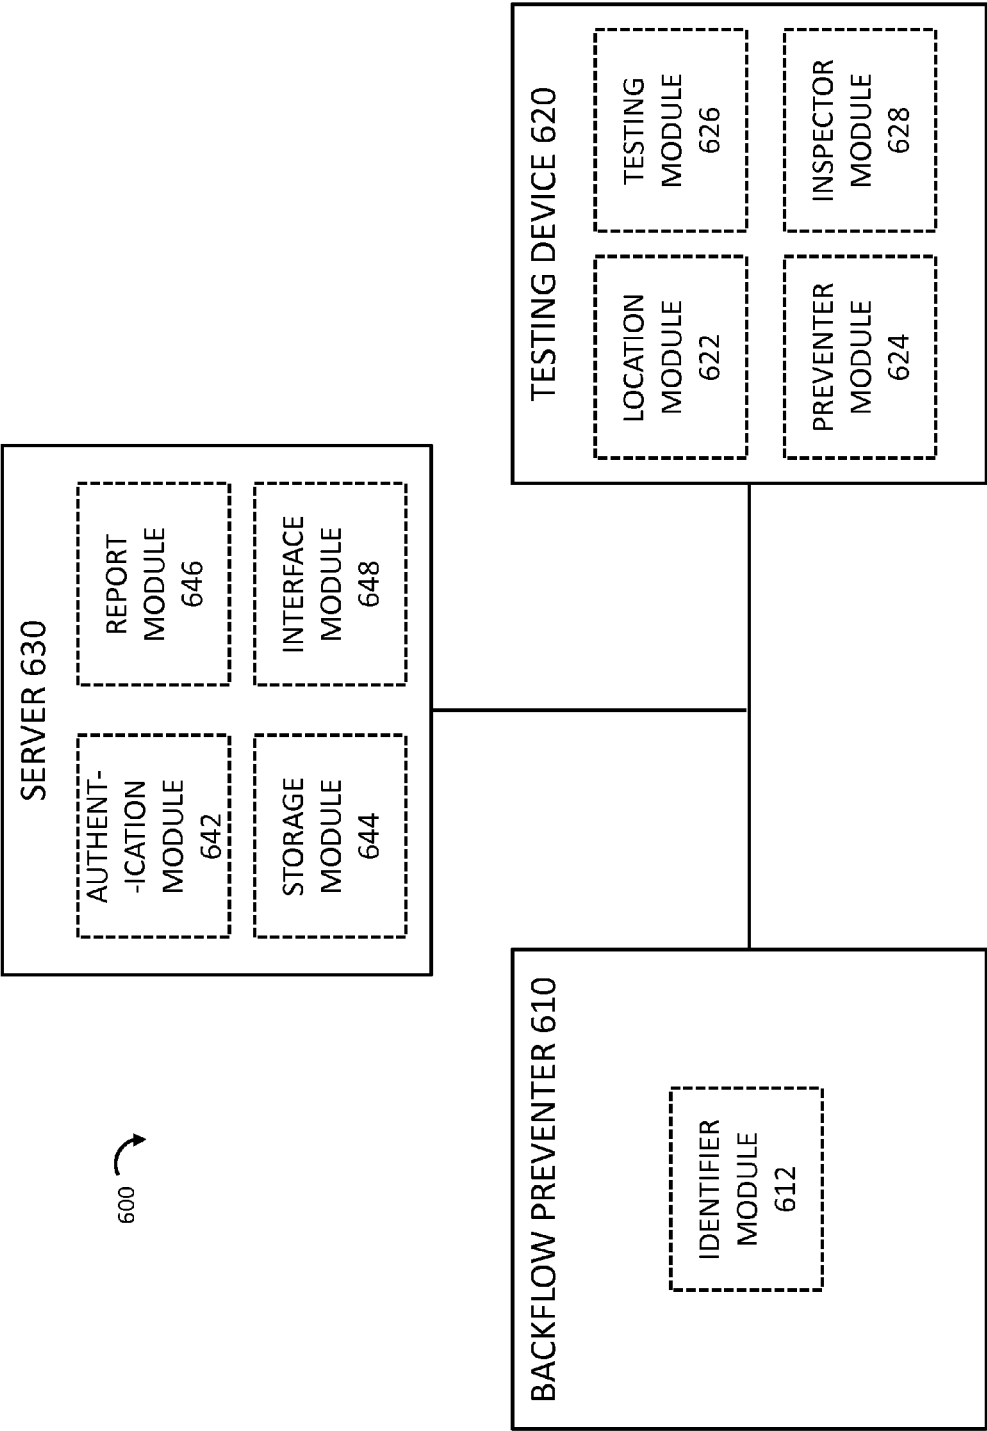 600
SERVER 630
AUTHENT-
-ICATION
MODULE
642
REPORT
MODULE
646
STORAGE
MODULE
644
INTERFACE
MODULE
648
BACKFLOW PREVENTER 610
IDENTIFIER
MODULE
612
TESTING DEVICE 620
LOCATION
MODULE
622
TESTING
MODULE
626
PREVENTER
MODULE
624
INSPECTOR
MODULE
628